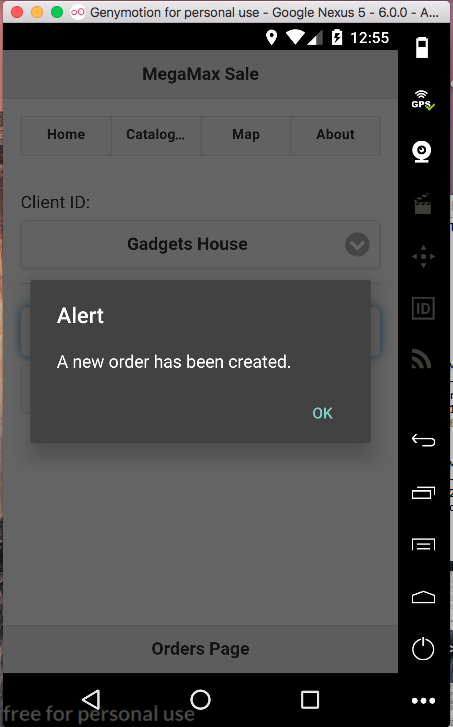 Genymotion for personal use - Google Nexus 5 - 6.0.0 - A...
12:55
MegaMax Sale
GPS
Home Catalog... Map About
Client ID:
Gadgets House
Alert
A new order has been created.
ID
OK
Orders Page
free for personal use